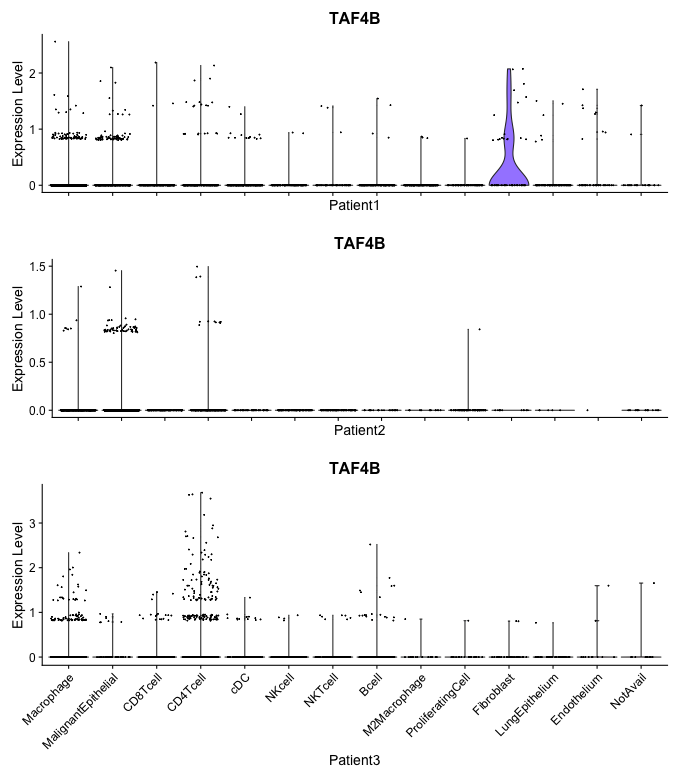 TAF4B
Expression Level
2
1
0
Patient1
TAF4B
Expression Level
1.5
1.0
0.5
0.0
Patient2
TAF4B
Expression Level
3
2
1
0
Macrophage
MalignantEpithelial
CD8Tcell
CD4Tcell
cDC
NKcell
NKTcell
Bcell
M2Macrophage
ProliferatingCell
Fibroblast
LungEpithelium
Endothelium
NotAvail
Patient3